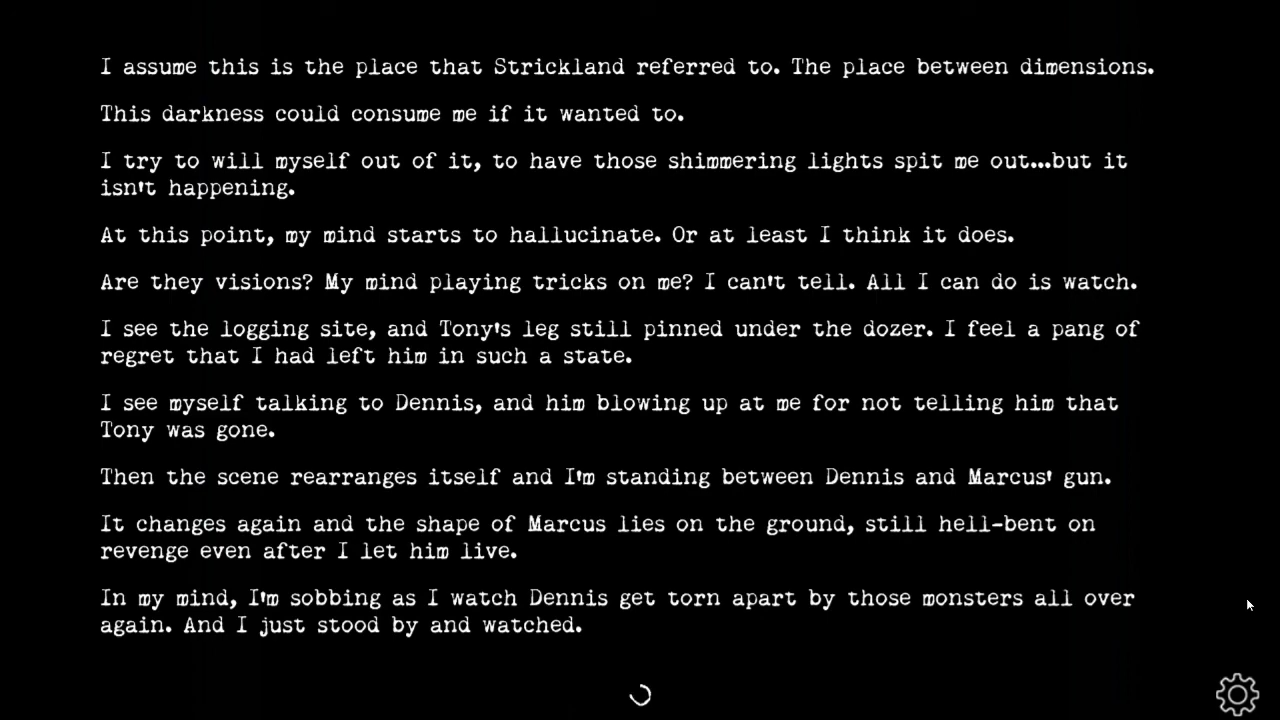 I assume this is the place that Strickland referred to. The place between dimensions.
This darkness could consume me if it wanted to.
I try to will myself out of it, to have those shimmering lights spit me out...but it
isn't happening.
At this point, my mind starts to hallucinate. Or at least I think it does.
Are they visions? My mind playing tricks on me? I can't tell. All I can do is watch.
I see the logging site, and Tony's leg still pinned under the dozer. I feel a pang of
regret that I had left him in such a state.
I see myself talking to Dennis, and him blowing up at me for not telling him that
Tony was gone.
Then the scene rearranges itself and I'm standing between Dennis and Marcus' gun.
It changes again and the shape of Marcus lies on the ground, still hell-bent on
revenge even after I let him live.
In my mind, I'm sobbing as I watch Dennis get torn apart by those monsters all over
again. And I just stood by and watched.